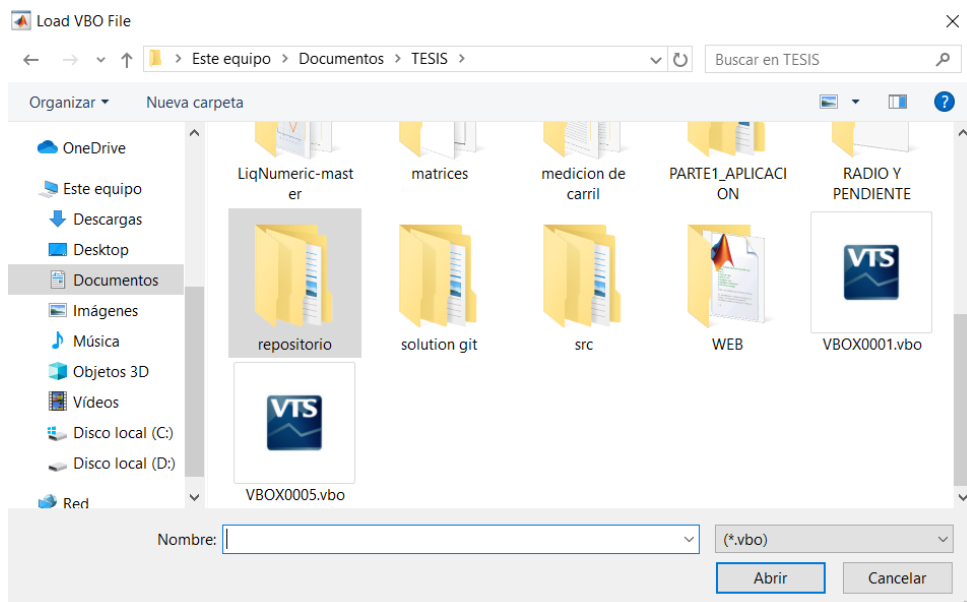 Load VBO File
Este equipo > Documentos > TESIS >
Buscar en TESIS
Organizar
Nueva carpeta
?
OneDrive
Este equipo
Descargas
Desktop
Documentos
Imágenes
Música
Objetos 3D
Vídeos
Disco local (C:)
Disco local (D:)
Red
LiqNumeric-mast
er
matrices
medicion de
carril
PARTE1_APLICACI
ON
RADIO Y
PENDIENTE
repositorio
solution git
src
WEB
VTS
VBOX0001.vbo
VTS
VBOX0005.vbo
Nombre:
(*.vbo)
Abrir
Cancelar